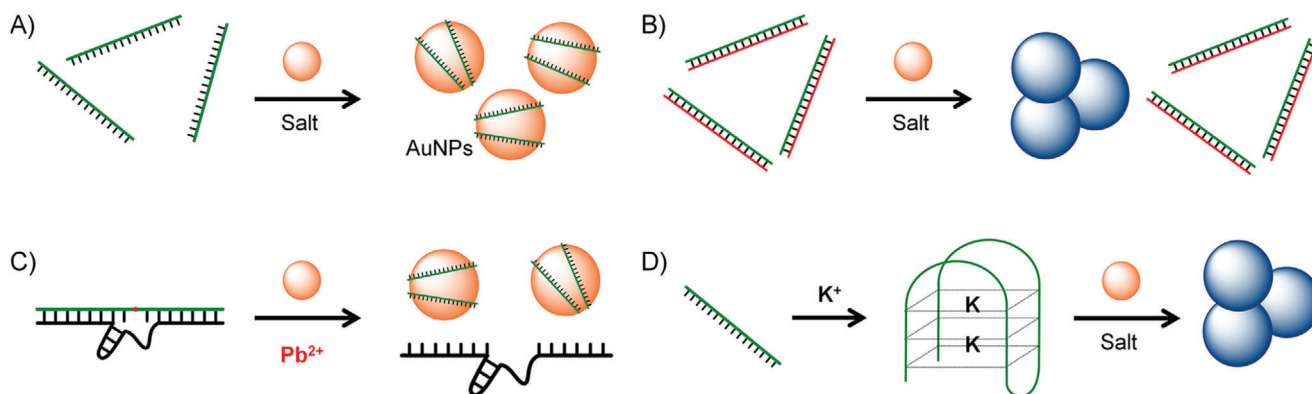 A)
Salt
AuNPs
B)
Salt
C)
Pb²⁺
D)
K⁺
K
K
Salt